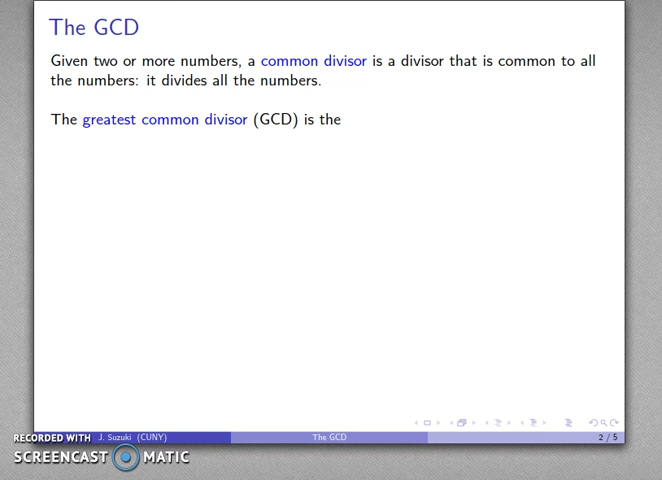 The GCD
Given two or more numbers, a common divisor is a divisor that is common to all
the numbers: it divides all the numbers.
The greatest common divisor (GCD) is the
RECORDED WITH J. Suzuki (CUNY) The GCD 2 / 5
SCREENCAST MATIC